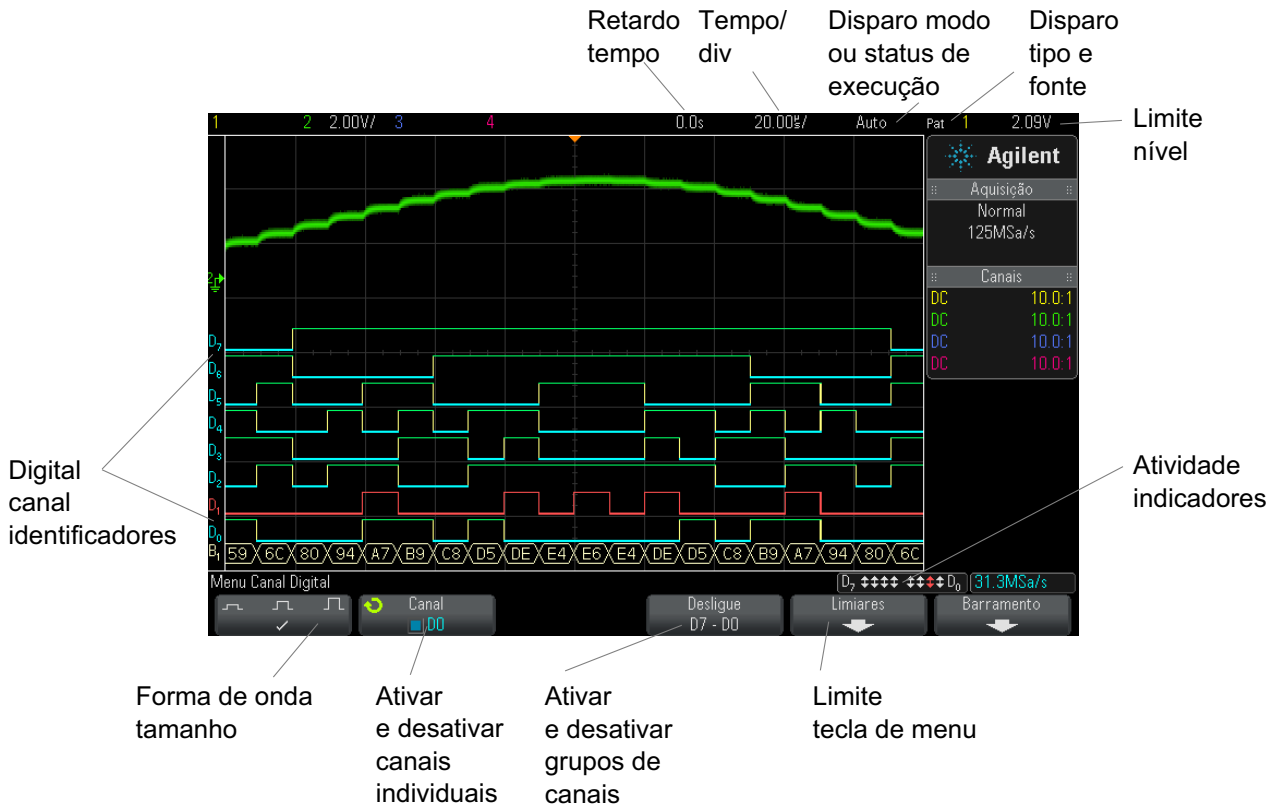 Retardo
tempo
Tempo/
div
Disparo modo
ou status de
execução
Disparo
tipo e
fonte
Limite
nível
1 2 2.00V/ 3 4 0.0s 20.00µs/ Auto Pat 1 2.09V
Agilent
Aquisição
Normal
125MSa/s
Canais
DC 10.0:1
DC 10.0:1
DC 10.0:1
DC 10.0:1
2
D7
D6
D5
D4
D3
D2
D1
D0
B1 59 6C 80 94 A7 B9 C8 D5 DE E4 E6 E4 DE D5 C8 B9 A7 94 80 6C
Digital
canal
identificadores
Atividade
indicadores
Menu Canal Digital
D7 D0 31.3MSa/s
Canal
D0
Desligue
D7 - D0
Limiares
Barramento
Forma de onda
tamanho
Ativar
e desativar
canais
individuais
Ativar
e desativar
grupos de
canais
Limite
tecla de menu